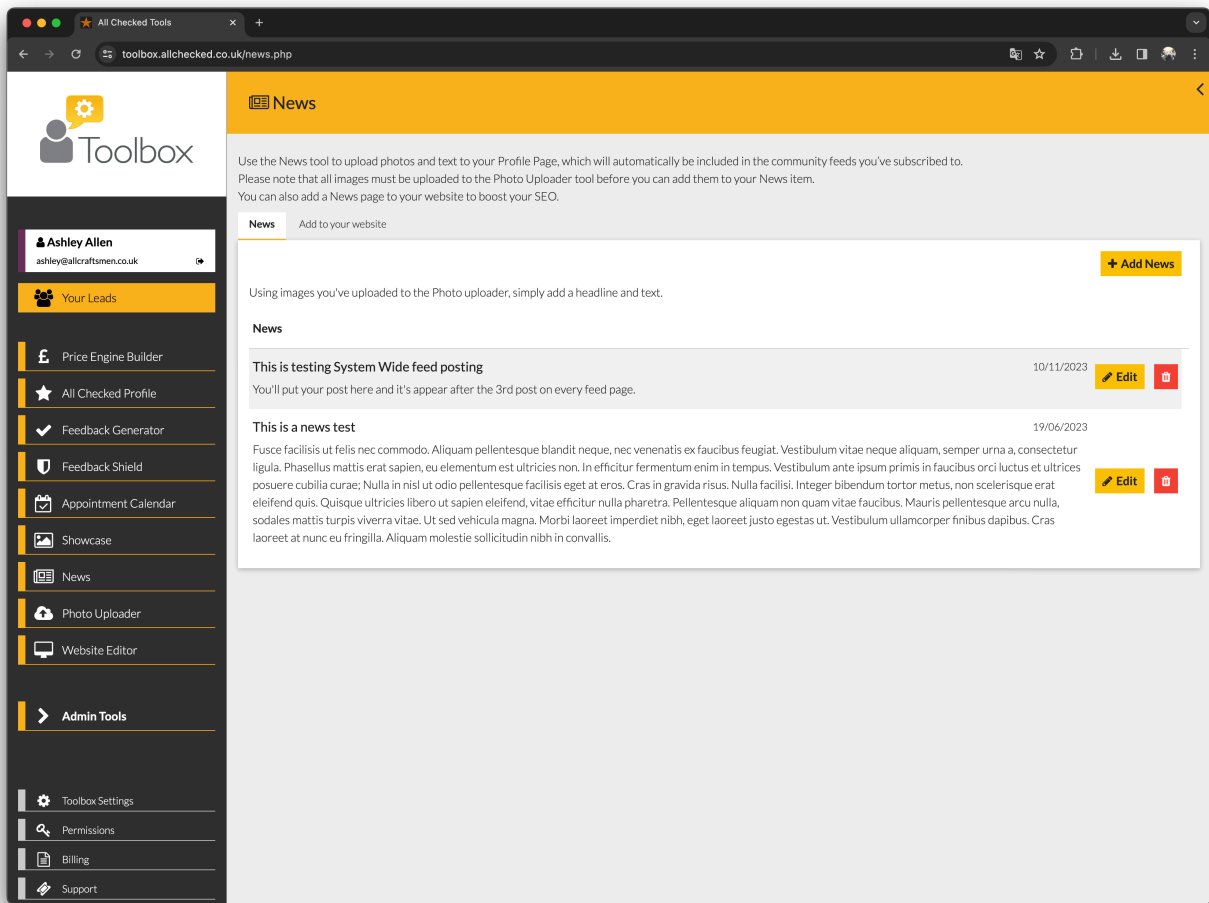 All Checked Tools
toolbox.allchecked.co.uk/news.php
Toolbox
Ashley Allen
ashley@allcraftsmen.co.uk
Your Leads
Price Engine Builder
All Checked Profile
Feedback Generator
Feedback Shield
Appointment Calendar
Showcase
News
Photo Uploader
Website Editor
Admin Tools
Toolbox Settings
Permissions
Billing
Support
News
Use the News tool to upload photos and text to your Profile Page, which will automatically be included in the community feeds you've subscribed to.
Please note that all images must be uploaded to the Photo Uploader tool before you can add them to your News item.
You can also add a News page to your website to boost your SEO.
News Add to your website
+ Add News
Using images you've uploaded to the Photo uploader, simply add a headline and text.
News
This is testing System Wide feed posting 10/11/2023
You'll put your post here and it's appear after the 3rd post on every feed page.
Edit
This is a news test 19/06/2023
Fusce facilisis ut felis nec commodo. Aliquam pellentesque blandit neque, nec venenatis ex faucibus feugiat. Vestibulum vitae neque aliquam, semper urna a, consectetur
ligula. Phasellus mattis erat sapien, eu elementum est ultricies non. In efficitur fermentum enim in tempus. Vestibulum ante ipsum primis in faucibus orci luctus et ultrices
posuere cubilia curae; Nulla in nisl ut odio pellentesque facilisis eget at eros. Cras in gravida risus. Nulla facilisi. Integer bibendum tortor metus, non scelerisque erat
eleifend quis. Quisque ultricies libero ut sapien eleifend, vitae efficitur nulla pharetra. Pellentesque aliquam non quam vitae faucibus. Mauris pellentesque arcu nulla,
sodales mattis turpis viverra vitae. Ut sed vehicula magna. Morbi laoreet imperdiet nibh, eget laoreet justo egestas ut. Vestibulum ullamcorper finibus dapibus. Cras
laoreet at nunc eu fringilla. Aliquam molestie sollicitudin nibh in convallis.
Edit